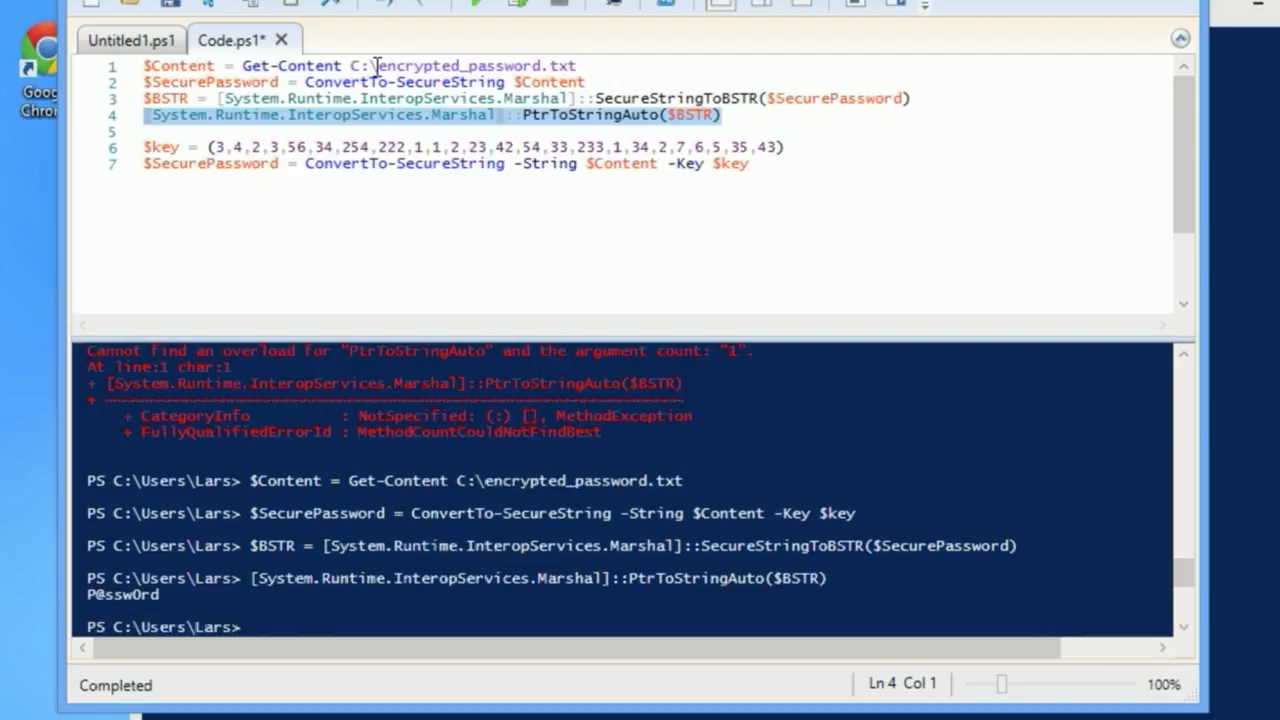 Goog
Chron
Untitled1.ps1
Code.ps1*
1 $Content = Get-Content C:\encrypted_password.txt
2 $SecurePassword = ConvertTo-SecureString $Content
3 $BSTR = [System.Runtime.InteropServices.Marshal]::SecureStringToBSTR($SecurePassword)
4 [System.Runtime.InteropServices.Marshal]::PtrToStringAuto($BSTR)
5
6 $key = (3,4,2,3,56,34,254,222,1,1,2,23,42,54,33,233,1,34,2,7,6,5,35,43)
7 $SecurePassword = ConvertTo-SecureString -String $Content -Key $key
Cannot find an overload for "PtrToStringAuto" and the argument count: "1".
At line:1 char:1
+ [System.Runtime.InteropServices.Marshal]::PtrToStringAuto($BSTR)
+ ~~~~~~~~~~~~~~~~~~~~~~~~~~~~~~~~~~~~~~~~~~~~~~~~~~~~~~~~~~~~~~~~
+ CategoryInfo : NotSpecified: (:) [], MethodException
+ FullyQualifiedErrorId : MethodCountCouldNotFindBest
PS C:\Users\Lars> $Content = Get-Content C:\encrypted_password.txt
PS C:\Users\Lars> $SecurePassword = ConvertTo-SecureString -String $Content -Key $key
PS C:\Users\Lars> $BSTR = [System.Runtime.InteropServices.Marshal]::SecureStringToBSTR($SecurePassword)
PS C:\Users\Lars> [System.Runtime.InteropServices.Marshal]::PtrToStringAuto($BSTR)
P@ssw0rd
PS C:\Users\Lars>
Completed
Ln 4 Col 1
100%